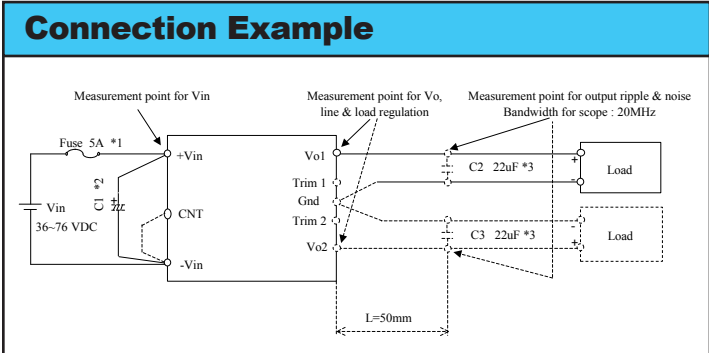 Connection Example
Measurement point for Vin
Measurement point for Vo,
line & load regulation
Measurement point for output ripple & noise
Bandwidth for scope : 20MHz
Fuse 5A *1
+Vin
Vo1
C2 22uF *3
+
-
Load
Trim 1
C1 *2
+
Vin
36~76 VDC
CNT
Gnd
Trim 2
C3 22uF *3
-
+
Load
-Vin
Vo2
L=50mm